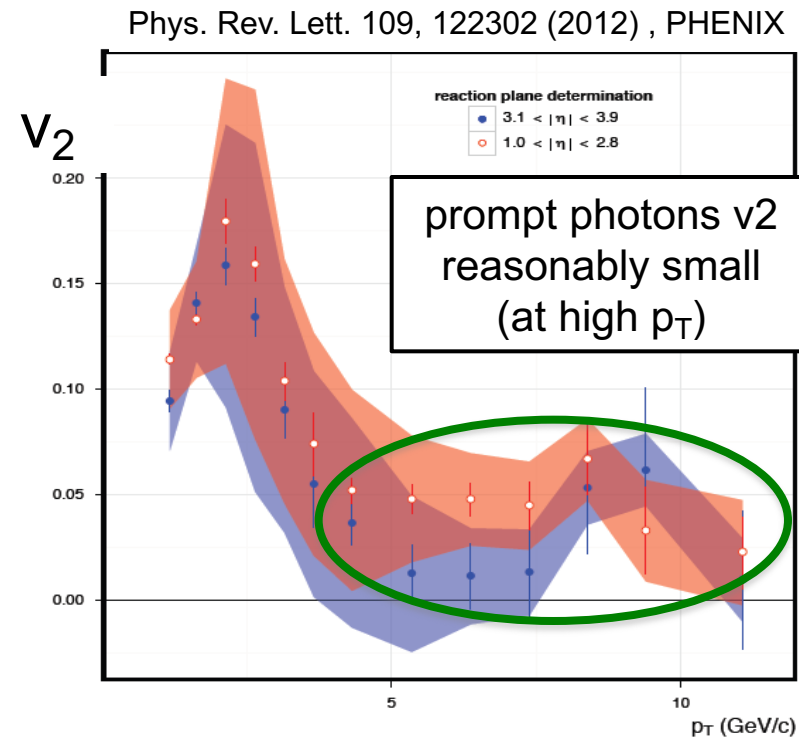 Phys. Rev. Lett. 109, 122302 (2012) , PHENIX
v2
reaction plane determination
3.1 < |η| < 3.9
1.0 < |η| < 2.8
prompt photons v2
reasonably small
(at high pT)
0.20
0.15
0.10
0.05
0.00
5
10
pT (GeV/c)